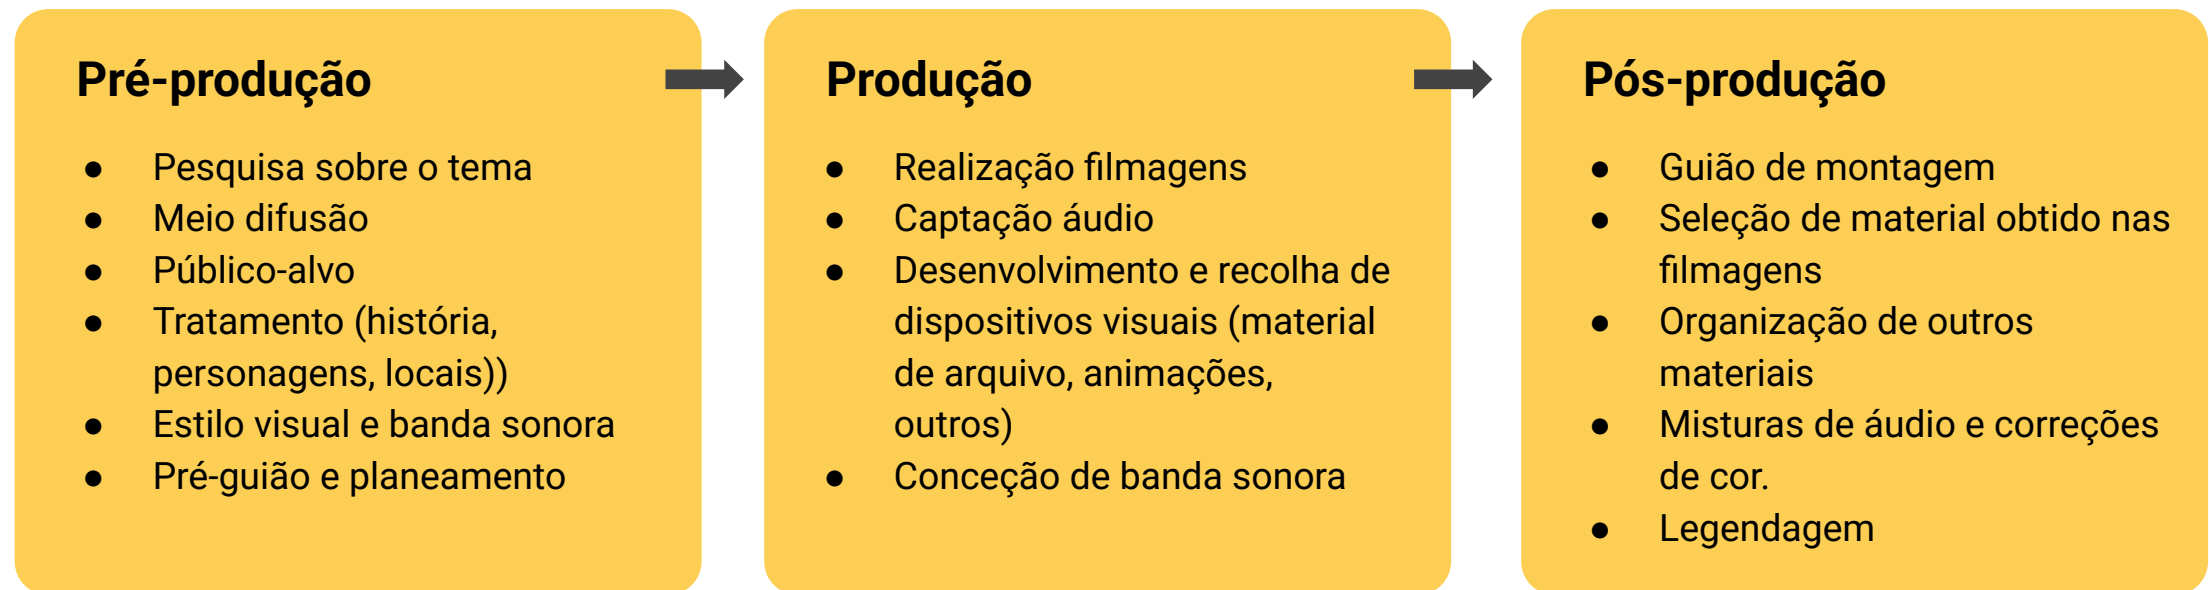 Pré-produção
● Pesquisa sobre o tema
● Meio difusão
● Público-alvo
● Tratamento (história,
personagens, locais))
● Estilo visual e banda sonora
● Pré-guião e planeamento
Produção
● Realização filmagens
● Captação áudio
● Desenvolvimento e recolha de
dispositivos visuais (material
de arquivo, animações,
outros)
● Conceção de banda sonora
Pós-produção
● Guião de montagem
● Seleção de material obtido nas
filmagens
● Organização de outros
materiais
● Misturas de áudio e correções
de cor.
● Legendagem